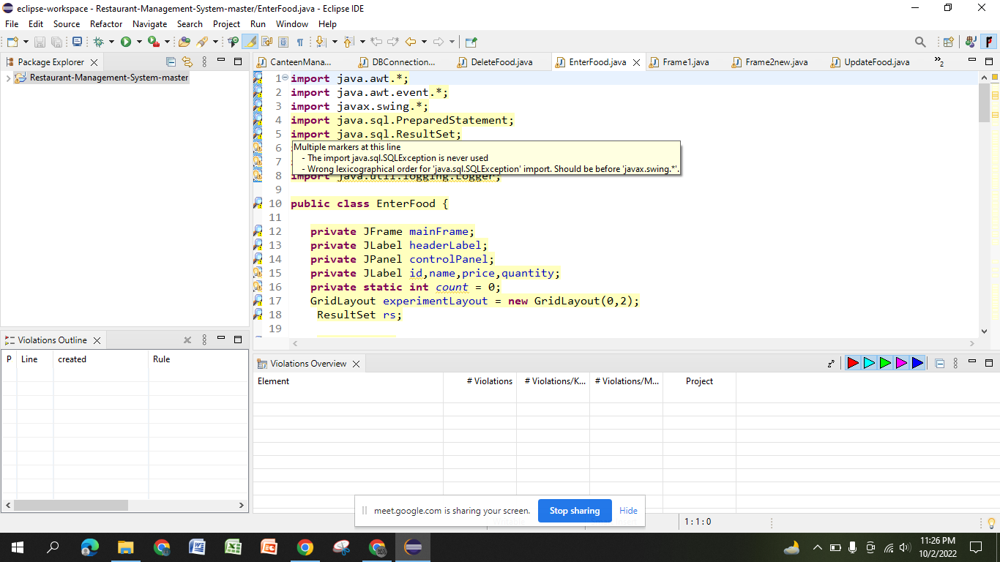 eclipse-workspace - Restaurant-Management-System-master/EnterFood.java - Eclipse IDE
File Edit Source Refactor Navigate Search Project Run Window Help
Package Explorer
Restaurant-Management-System-master
CanteenMana... DBConnection... DeleteFood.java EnterFood.java Frame1.java Frame2new.java UpdateFood.java »2
1 import java.awt.*;
2 import java.awt.event.*;
3 import javax.swing.*;
4 import java.sql.PreparedStatement;
5 import java.sql.ResultSet;
6
Multiple markers at this line
- The import java.sql.SQLException is never used
7
- Wrong lexicographical order for 'java.sql.SQLException' import. Should be before 'javax.swing.*'.
8 import java.util.logging.Logger;
9
10 public class EnterFood {
11
12 private JFrame mainFrame;
13 private JLabel headerLabel;
14 private JPanel controlPanel;
15 private JLabel id,name,price,quantity;
16 private static int count = 0;
17 GridLayout experimentLayout = new GridLayout(0,2);
18 ResultSet rs;
19
Violations Outline
P Line created Rule
Violations Overview
Element # Violations # Violations/K... # Violations/M... Project
meet.google.com is sharing your screen. Stop sharing Hide
1:1:0
11:26 PM
10/2/2022